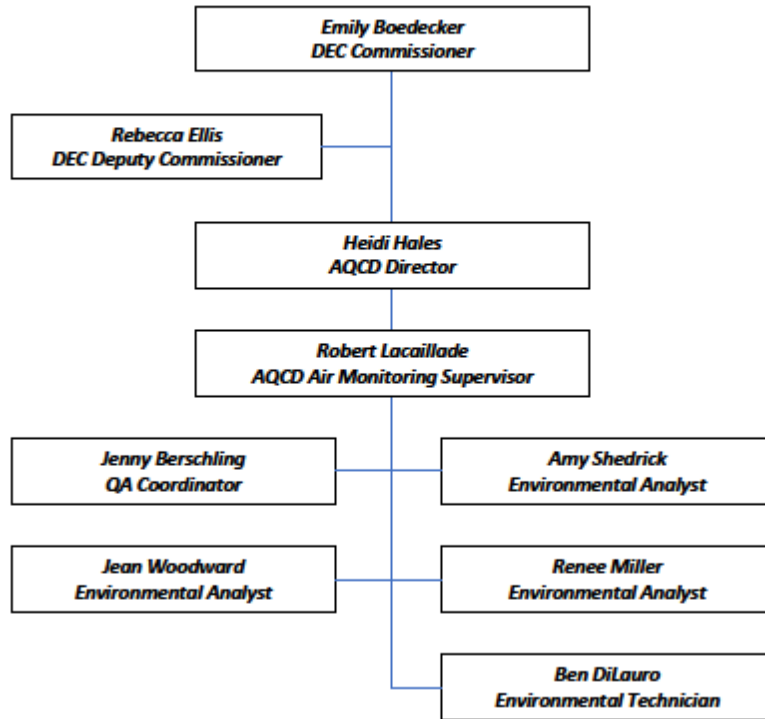 Emily Boedecker
DEC Commissioner
Rebecca Ellis
DEC Deputy Commissioner
Heidi Hales
AQCD Director
Robert Lacaillade
AQCD Air Monitoring Supervisor
Jenny Berschling
QA Coordinator
Amy Shedrick
Environmental Analyst
Jean Woodward
Environmental Analyst
Renee Miller
Environmental Analyst
Ben DiLauro
Environmental Technician